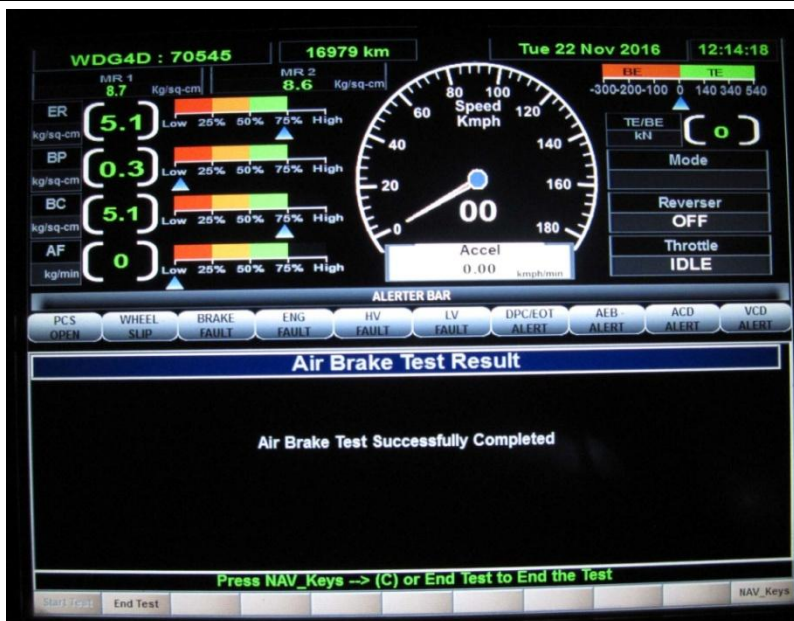 WDG4D : 70545 16979 km Tue 22 Nov 2016 12:14:18
MR 1 8.7 Kg/sq-cm MR 2 8.6 Kg/sq-cm
BE TE
-300-200-100 0 140 340 540
TE/BE kN 0
ER kg/sq-cm 5.1 Low 25% 50% 75% High
BP kg/sq-cm 0.3 Low 25% 50% 75% High
BC kg/sq-cm 5.1 Low 25% 50% 75% High
AF kg/min 0 Low 25% 50% 75% High
0 20 40 60 80 100 120 140 160 180
Speed
Kmph
00
Accel
0.00 kmph/min
Mode
Reverser
OFF
Throttle
IDLE
ALERTER BAR
PCS OPEN
WHEEL SLIP
BRAKE FAULT
ENG FAULT
HV FAULT
LV FAULT
DPC/EOT ALERT
AEB - ALERT
ACD ALERT
VCD ALERT
Air Brake Test Result
Air Brake Test Successfully Completed
Press NAV_Keys --> (C) or End Test to End the Test
Start Test End Test NAV_Keys